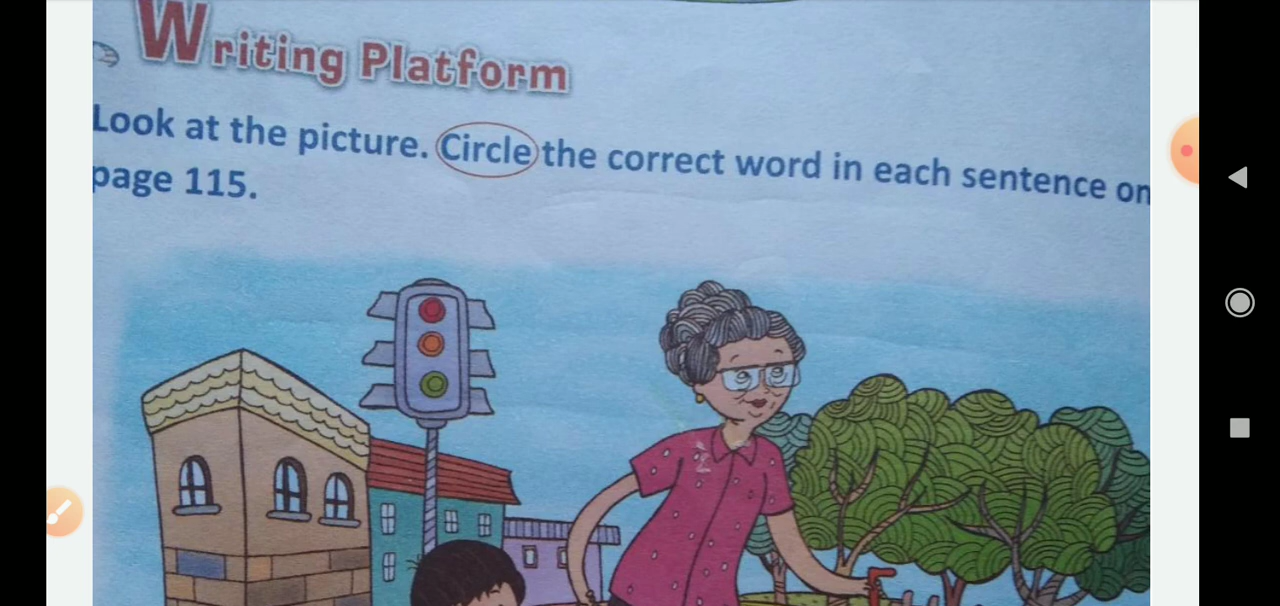 Writing Platform
Look at the picture. Circle the correct word in each sentence on
page 115.